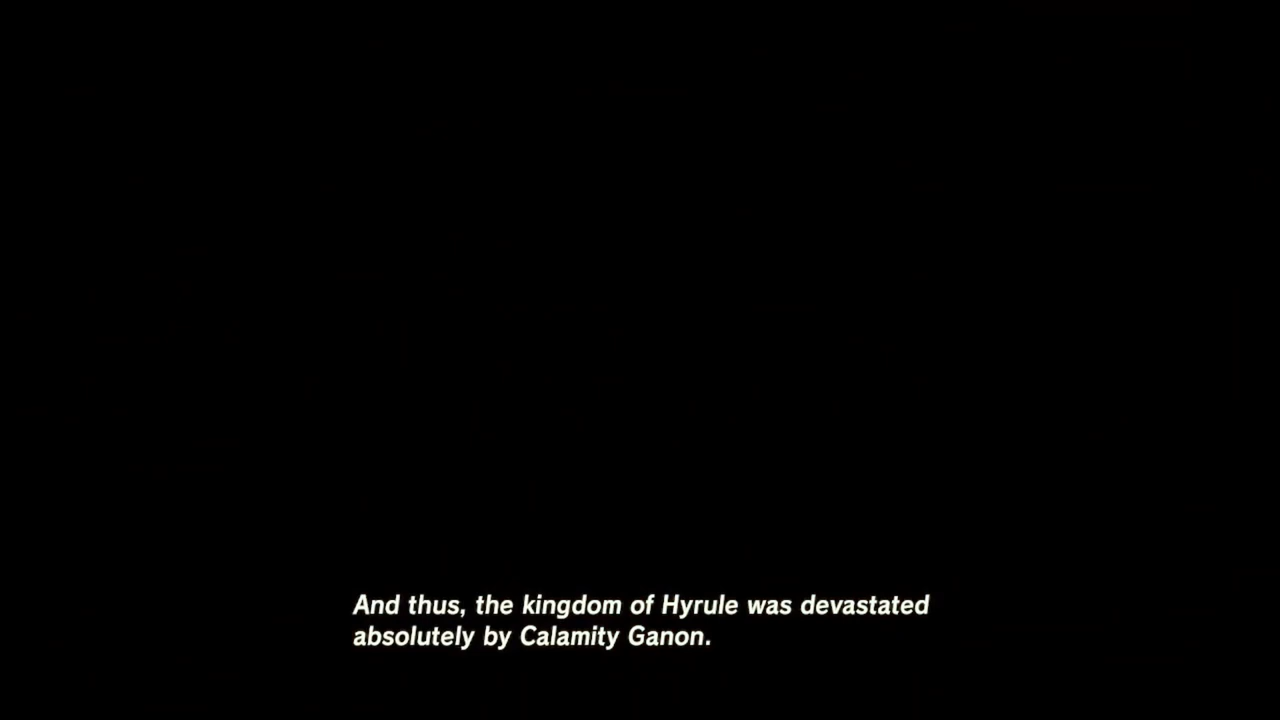 And thus, the kingdom of Hyrule was devastated
absolutely by Calamity Ganon.